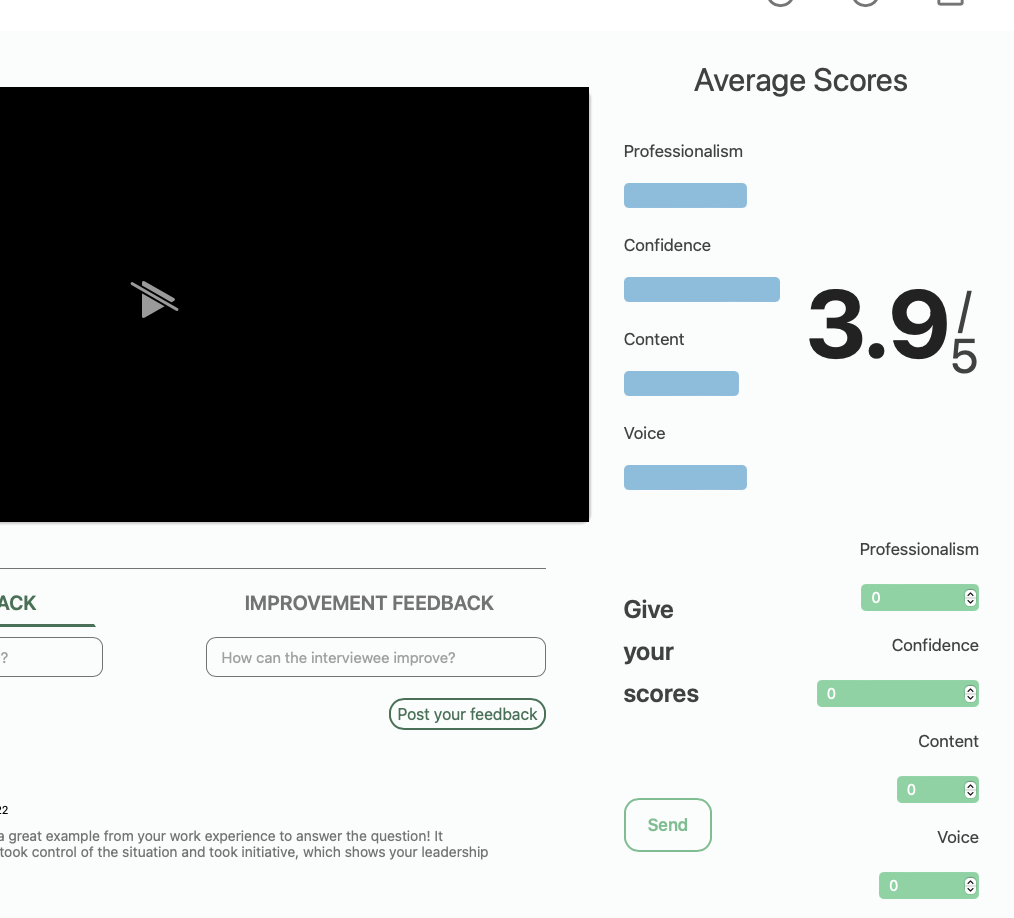 Average Scores
Professionalism
Confidence
3.9/5
Content
Voice
Professionalism
0
Confidence
0
Content
0
Voice
0
Give
your
scores
Send
ACK
IMPROVEMENT FEEDBACK
?
How can the interviewee improve?
Post your feedback
22
a great example from your work experience to answer the question! It
took control of the situation and took initiative, which shows your leadership